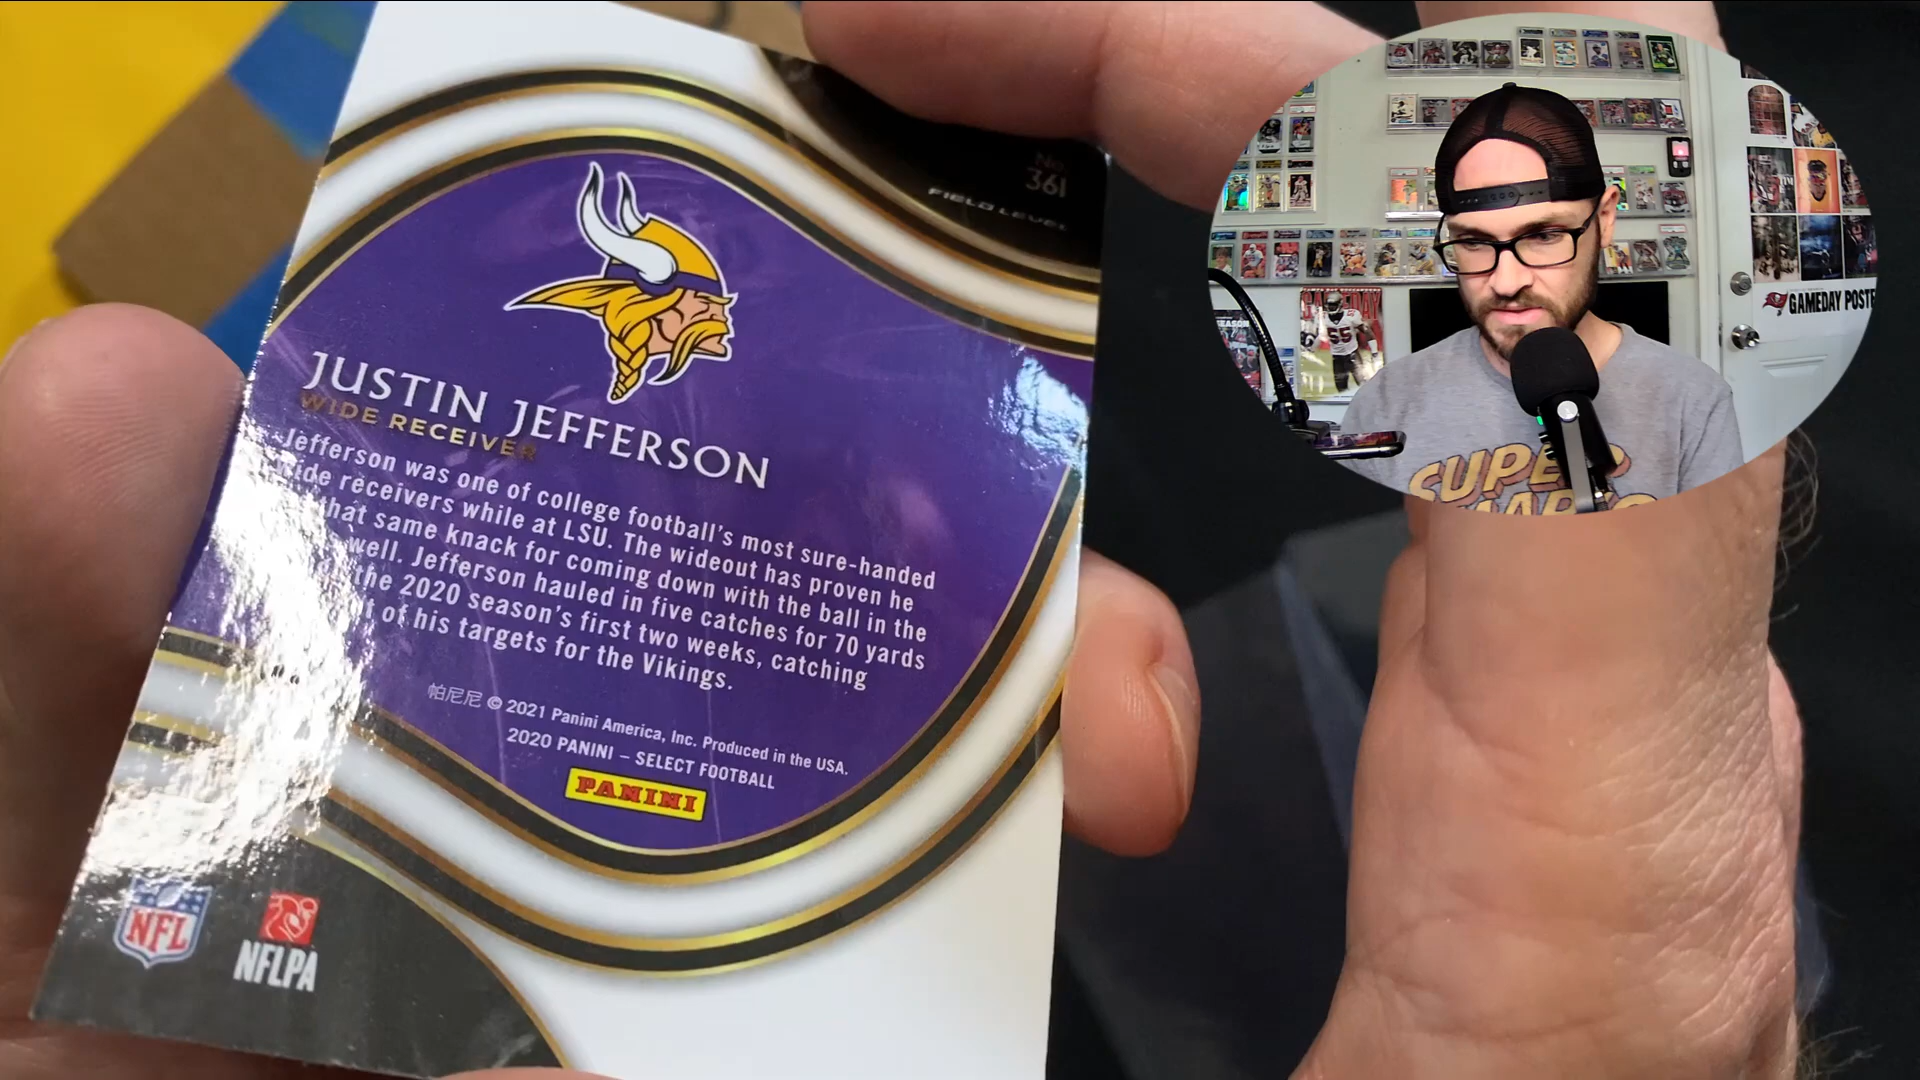 No.
361
FIELD LEVEL
JUSTIN JEFFERSON
WIDE RECEIVER
Jefferson was one of college football's most sure-handed
wide receivers while at LSU. The wideout has proven he
that same knack for coming down with the ball in the
well. Jefferson hauled in five catches for 70 yards
the 2020 season's first two weeks, catching
of his targets for the Vikings.
帕尼尼 © 2021 Panini America, Inc. Produced in the USA.
2020 PANINI – SELECT FOOTBALL
PANINI
NFL
NFLPA
GAMEDAY
55
GAMEDAY POSTE
SUPER